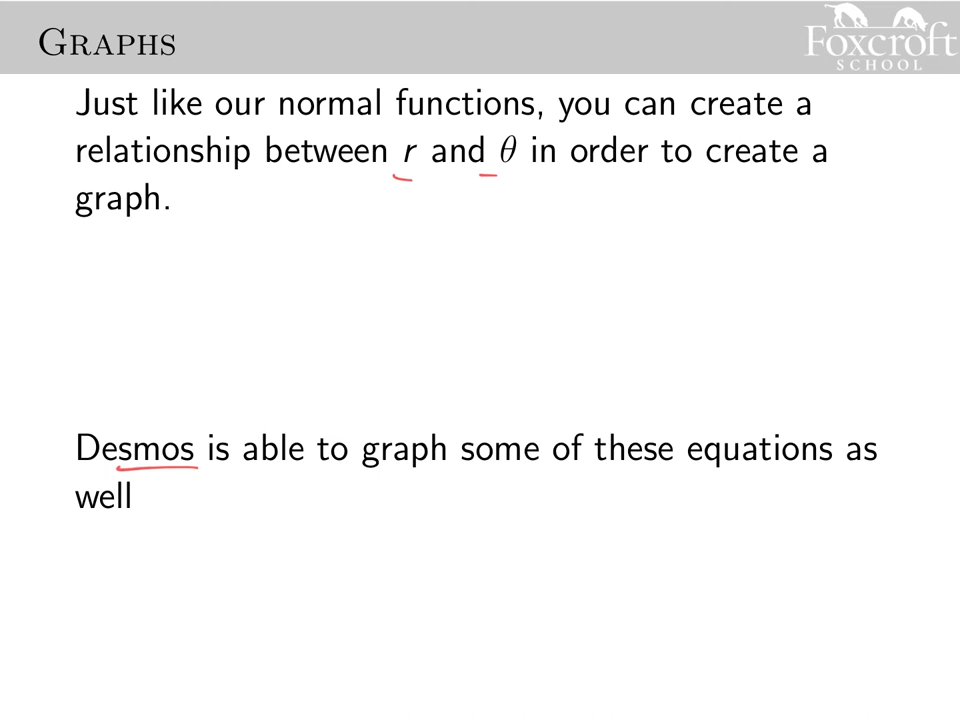 Graphs
Foxcroft
SCHOOL
Just like our normal functions, you can create a
relationship between r and θ in order to create a
graph.
Desmos is able to graph some of these equations as
well